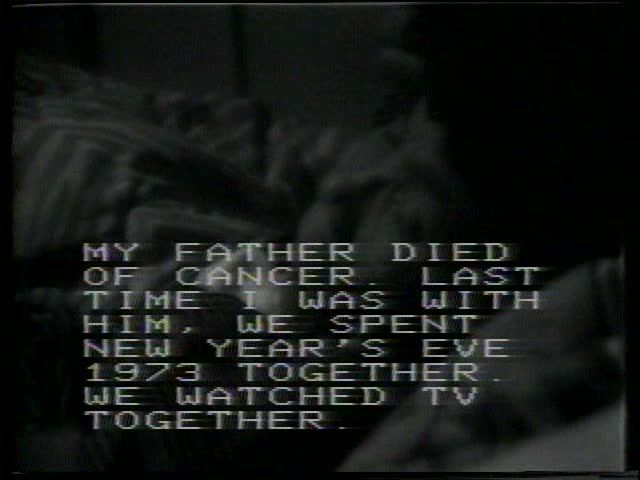 MY FATHER DIED
OF CANCER. LAST
TIME I WAS WITH
HIM, WE SPENT
NEW YEAR'S EVE
1973 TOGETHER.
WE WATCHED TV
TOGETHER.